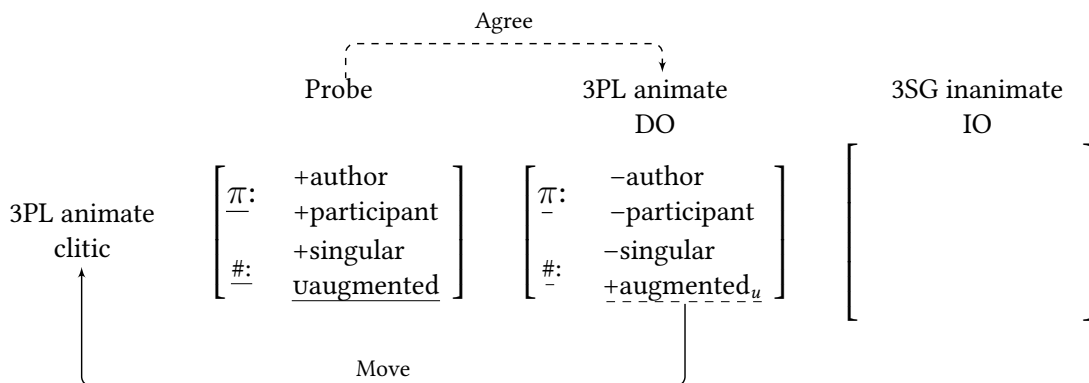 Agree
Probe
3PL animate
DO
3SG inanimate
IO
3PL animate
clitic
π: +author
+participant
#: +singular
uaugmented
π: –author
–participant
#: –singular
+augmentedu
Move